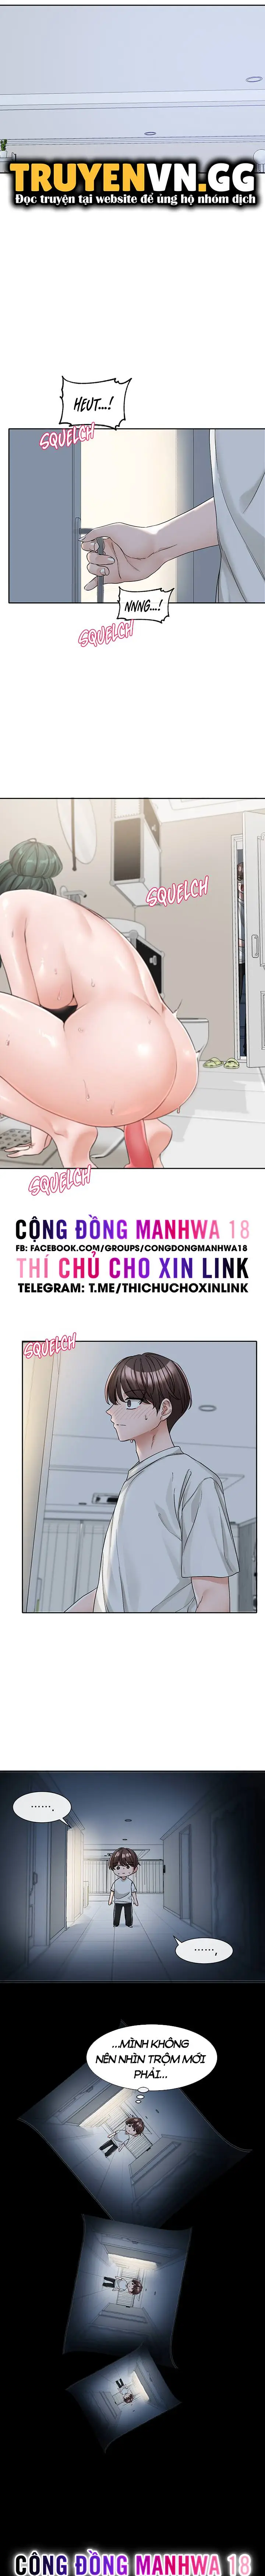 TRUYENVN.GG
Đọc truyện tại website để ủng hộ nhóm dịch
HEUT...!
SQUELCH
NNNG...!
SQUELCH
SQUELCH
SQUELCH
CỘNG ĐỒNG MANHWA 18
FB: FACEBOOK.COM/GROUPS/CONGDONGMANHWA18
THÍ CHỦ CHO XIN LINK
TELEGRAM: T.ME/THICHUCHOXINLINK
SQUELCH
.......
.......
...MÌNH KHÔNG
NÊN NHÌN TRỘM MỚI
PHẢI...
CỘNG ĐỒNG MANHWA 18